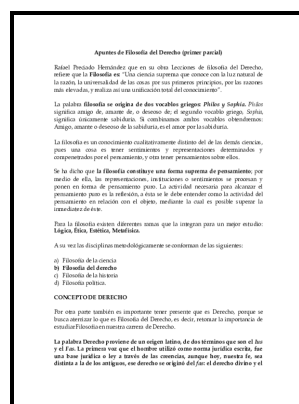 Apuntes de Filosofía del Derecho (primer parcial)
Rafael Preciado Hernández que en su obra Lecciones de filosofía del Derecho,
refiere que la Filosofía es: "Una ciencia suprema que conoce con la luz natural de
la razón, la universalidad de las cosas por sus primeros principios, por las razones
más elevadas, y realiza así una unificación total del conocimiento".
La palabra filosofía se origina de dos vocablos griegos: Philos y Sophia. Philos
significa amigo de, amante de, o deseoso de; el segundo vocablo griego, Sophia,
significa únicamente sabiduría. Si combinamos ambos vocablos obtendremos:
Amigo, amante o deseoso de la sabiduría, es el amor por la sabiduría.
La filosofía es un conocimiento cualitativamente distinto del de las demás ciencias,
pues una cosa es tener sentimientos y representaciones determinados y
compenetrados por el pensamiento, y otra tener pensamientos sobre ellos.
Se ha dicho que la filosofía constituye una forma suprema de pensamiento; por
medio de ella, las representaciones, instituciones o sentimientos se procesan y
ponen en forma de pensamiento puro. La actividad necesaria para alcanzar el
pensamiento puro es la reflexión, a ésta se le debe entender como la actividad del
pensamiento en relación con el objeto, mediante la cual es posible superar la
inmediatez de éste.
Para la filosofía existen diferentes ramas que la integran para un mejor estudio:
Lógica, Ética, Estética, Metafísica.
A su vez las disciplinas metodológicamente se conforman de las siguientes:
a) Filosofía de la ciencia
b) Filosofía del derecho
c) Filosofía de la historia
d) Filosofía política.
CONCEPTO DE DERECHO
Por otra parte también es importante tener presente que es Derecho, porque se
busca aterrizar lo que es Filosofía del Derecho, es decir, retomar la importancia de
estudiar Filosofía en nuestra carrera de Derecho.
La palabra Derecho proviene de un origen latino, de dos términos que son el Ius
y el Fas. La primera vez que el hombre utilizó como norma jurídica escrita, fue
una base jurídica o ley a través de las creencias, aunque hoy, nuestra fe, sea
distinta a la de los antiguos, ese derecho se originó del fas: el derecho divino y el